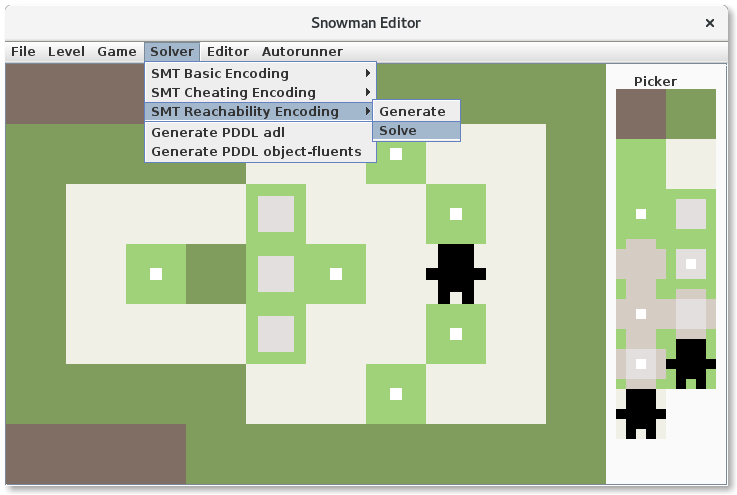 Snowman Editor
File Level Game Solver Editor Autorunner
SMT Basic Encoding
SMT Cheating Encoding
SMT Reachability Encoding
Generate PDDL adl
Generate PDDL object-fluents
Generate
Solve
Picker